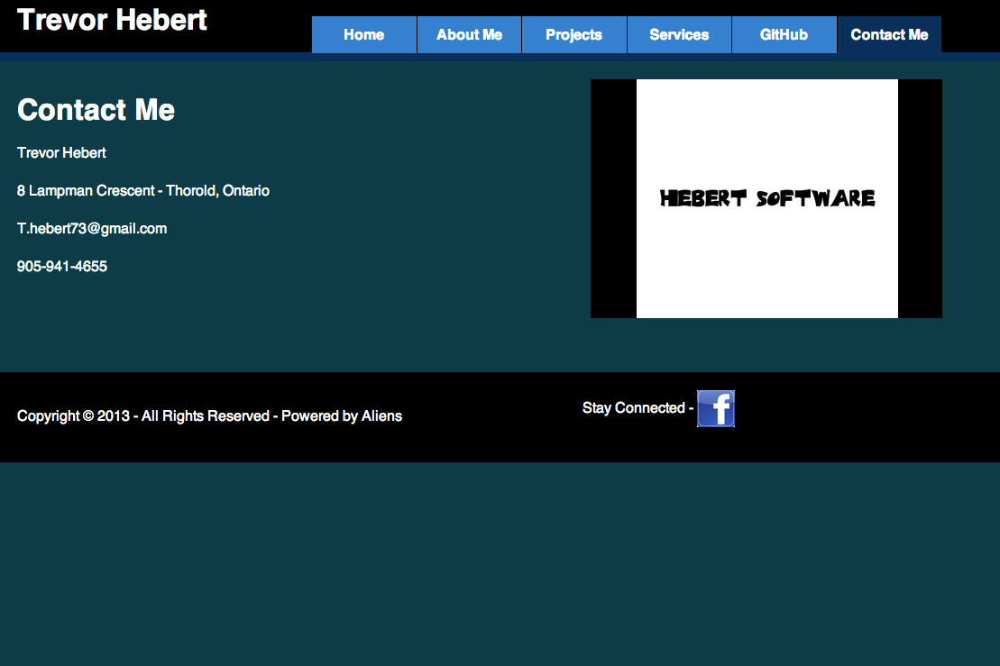 Trevor Hebert
Home
About Me
Projects
Services
GitHub
Contact Me
Contact Me
Trevor Hebert
8 Lampman Crescent - Thorold, Ontario
T.hebert73@gmail.com
905-941-4655
HEBERT SOFTWARE
Copyright © 2013 - All Rights Reserved - Powered by Aliens
Stay Connected - f